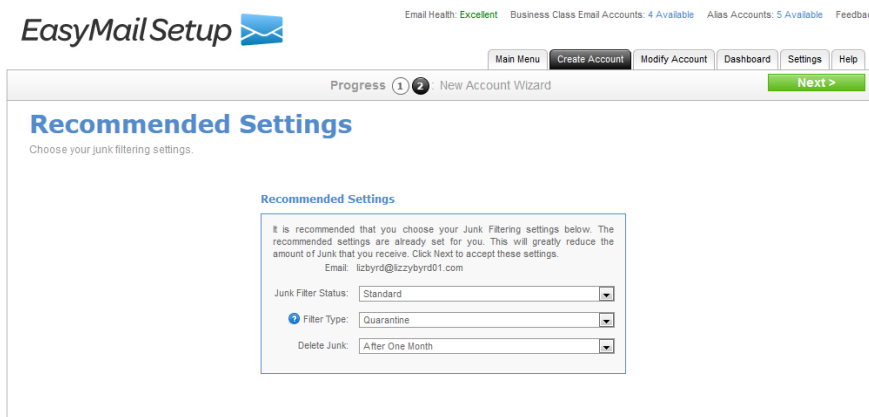 EasyMail Setup
Email Health: Excellent Business Class Email Accounts: 4 Available Alias Accounts: 5 Available Feedba
Main Menu Create Account Modify Account Dashboard Settings Help
Progress 1 2 : New Account Wizard
Next >
Recommended Settings
Choose your junk filtering settings.
Recommended Settings
It is recommended that you choose your Junk Filtering settings below. The
recommended settings are already set for you. This will greatly reduce the
amount of Junk that you receive. Click Next to accept these settings.
Email: lizbyrd@lizzybyrd01.com
Junk Filter Status: Standard
? Filter Type: Quarantine
Delete Junk: After One Month